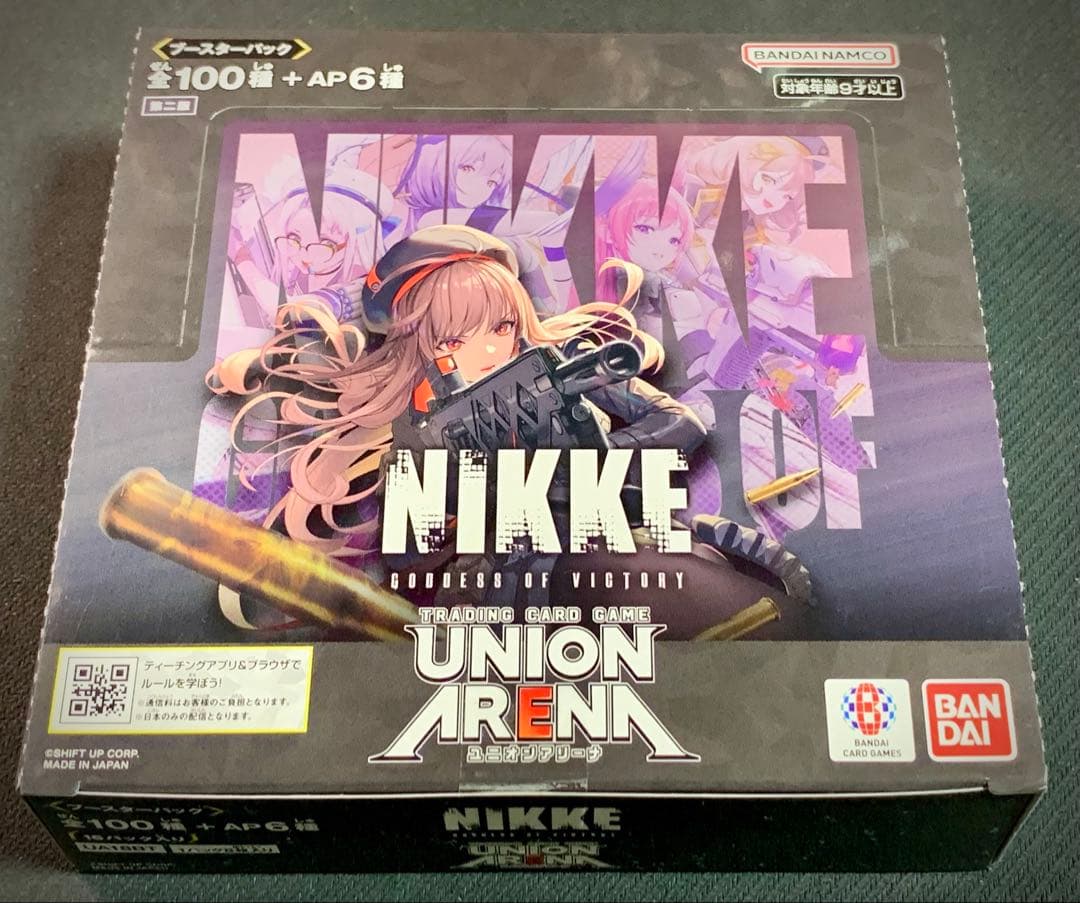 ブースターパック
全100種 + AP6種
第二版
BANDAI NAMCO
対象年齢9才以上
NIKKE
OF
NIKKE
GODDESS OF VICTORY
TRADING CARD GAME
UNION
ARENA
ユニオンアリーナ
ティーチングアプリ&ブラウザで
ルールを学ぼう!
※通信料はお客様のご負担となります。
※日本のみの配信となります。
©SHIFT UP CORP.
MADE IN JAPAN
BANDAI
CARD GAMES
BAN
DAI
ブースターパック
全100種 + AP6種
UA18BT
NIKKE
UNION
ARENA